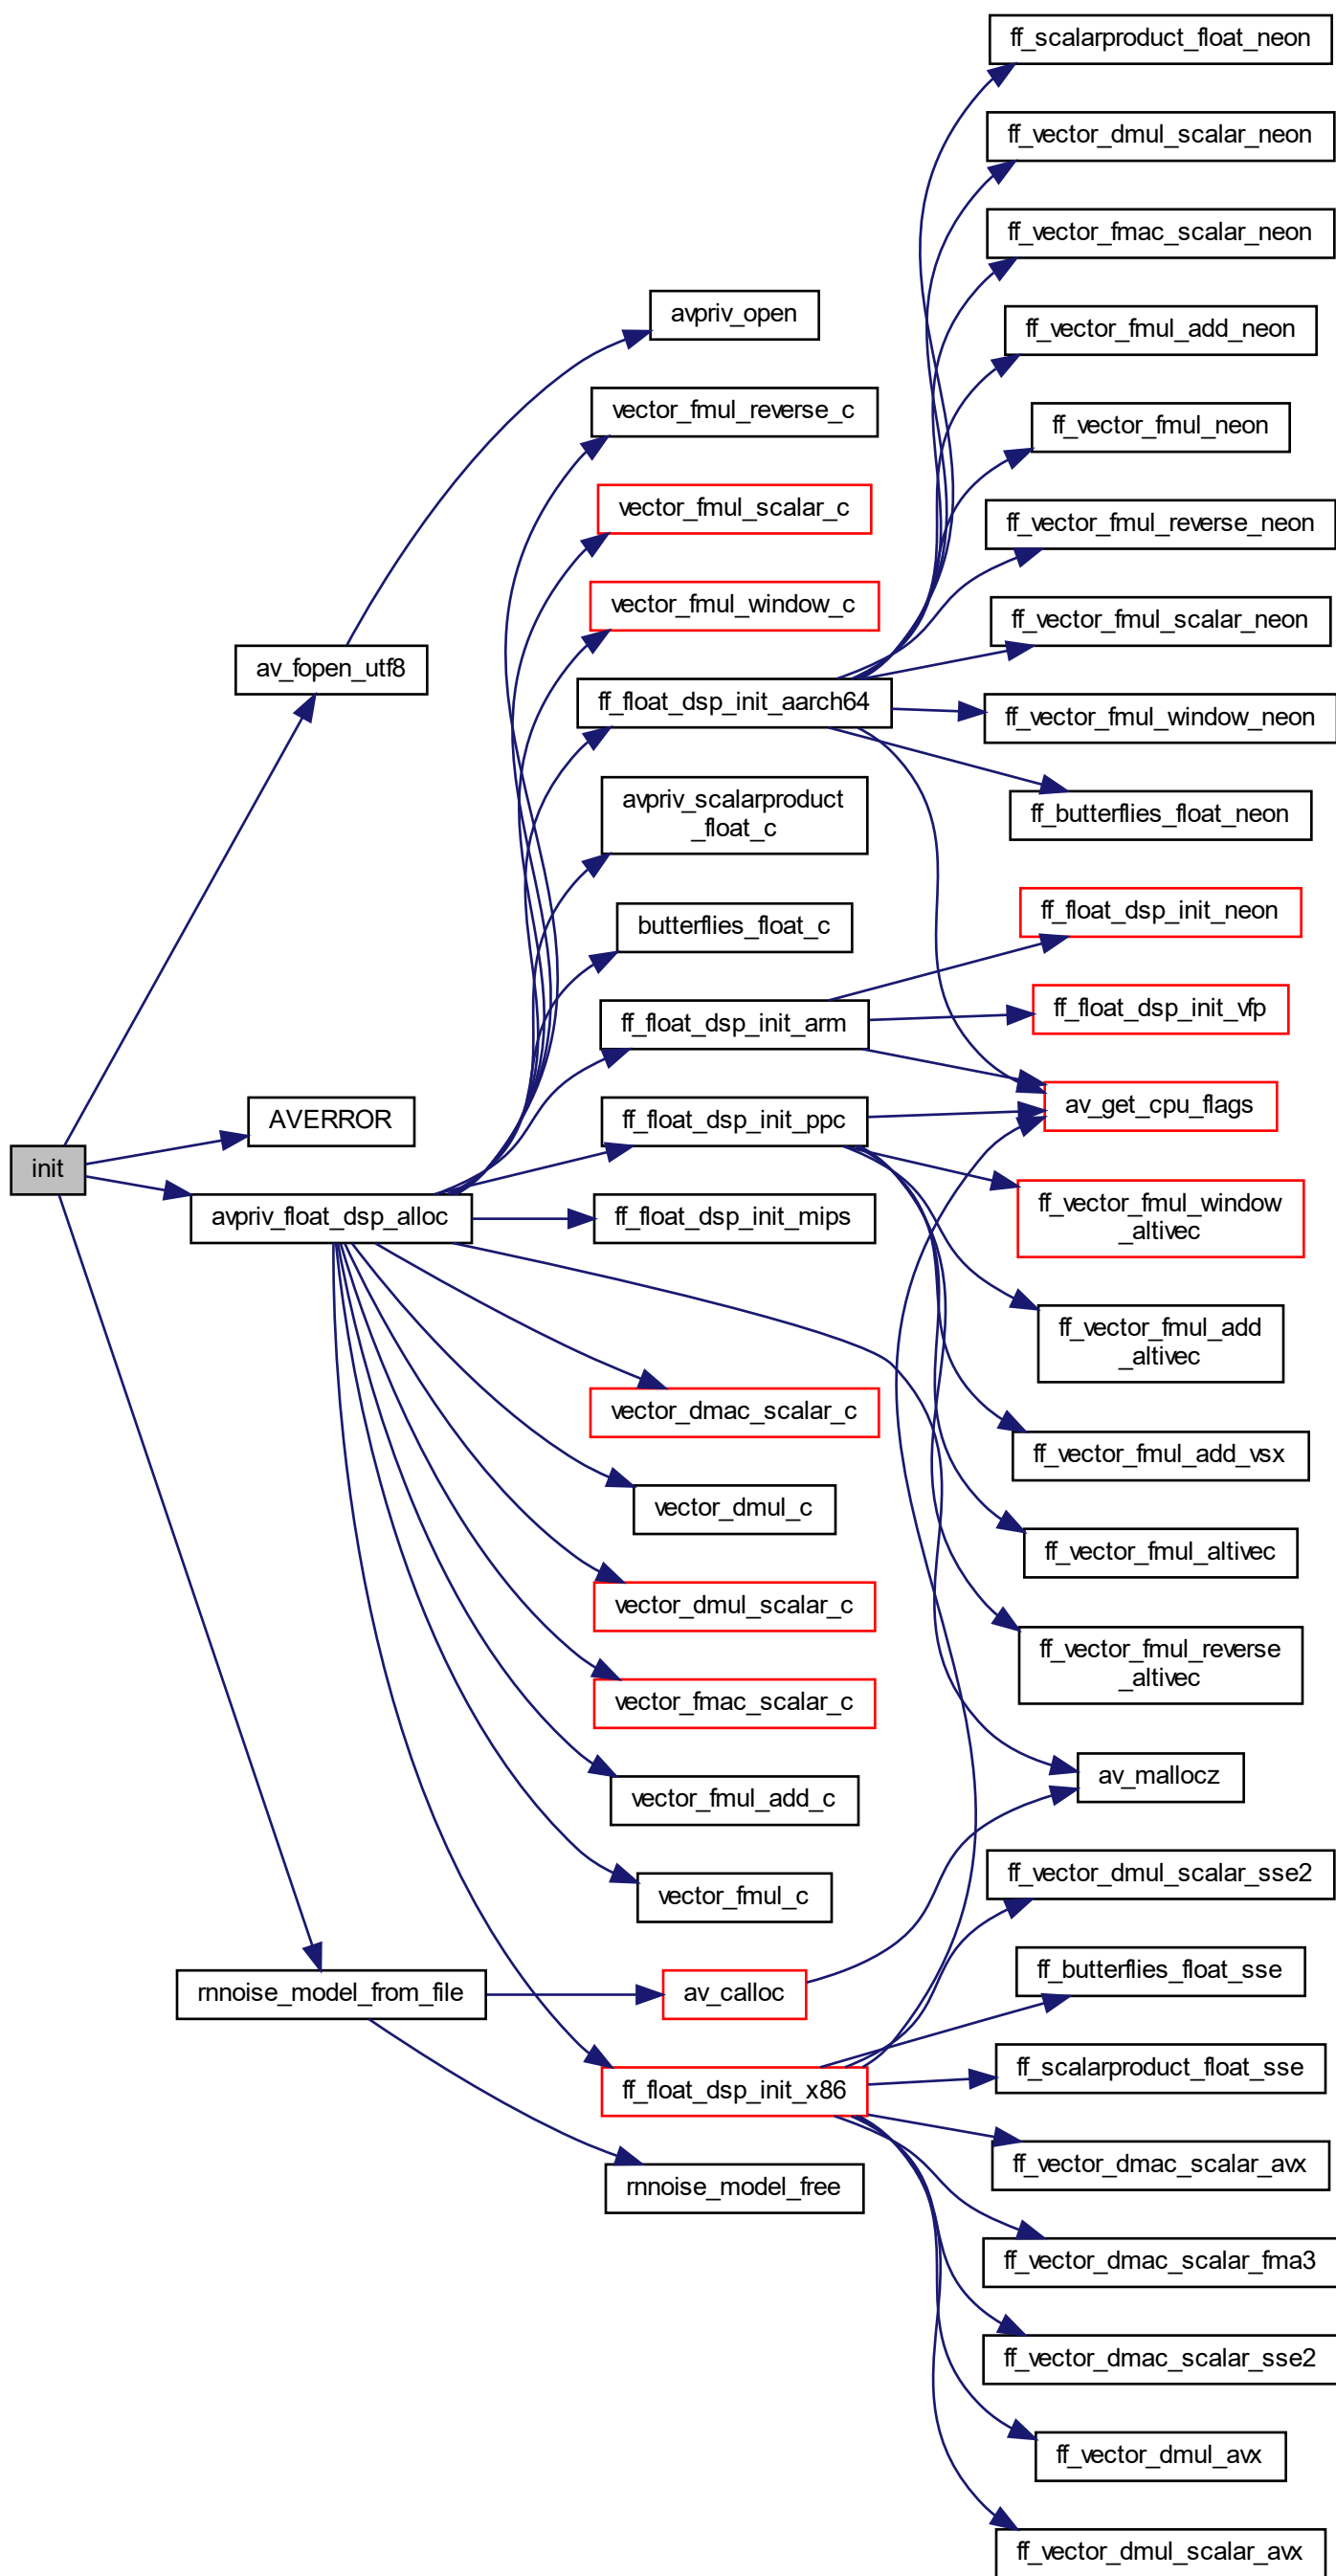 init
av_fopen_utf8
AVERROR
avpriv_float_dsp_alloc
rnnoise_model_from_file
avpriv_open
vector_fmul_reverse_c
vector_fmul_scalar_c
vector_fmul_window_c
ff_float_dsp_init_aarch64
avpriv_scalarproduct
_float_c
butterflies_float_c
ff_float_dsp_init_arm
ff_float_dsp_init_ppc
ff_float_dsp_init_mips
vector_dmac_scalar_c
vector_dmul_c
vector_dmul_scalar_c
vector_fmac_scalar_c
vector_fmul_add_c
vector_fmul_c
av_calloc
ff_float_dsp_init_x86
rnnoise_model_free
ff_scalarproduct_float_neon
ff_vector_dmul_scalar_neon
ff_vector_fmac_scalar_neon
ff_vector_fmul_add_neon
ff_vector_fmul_neon
ff_vector_fmul_reverse_neon
ff_vector_fmul_scalar_neon
ff_vector_fmul_window_neon
ff_butterflies_float_neon
ff_float_dsp_init_neon
ff_float_dsp_init_vfp
av_get_cpu_flags
ff_vector_fmul_window
_altivec
ff_vector_fmul_add
_altivec
ff_vector_fmul_add_vsx
ff_vector_fmul_altivec
ff_vector_fmul_reverse
_altivec
av_mallocz
ff_vector_dmul_scalar_sse2
ff_butterflies_float_sse
ff_scalarproduct_float_sse
ff_vector_dmac_scalar_avx
ff_vector_dmac_scalar_fma3
ff_vector_dmac_scalar_sse2
ff_vector_dmul_avx
ff_vector_dmul_scalar_avx